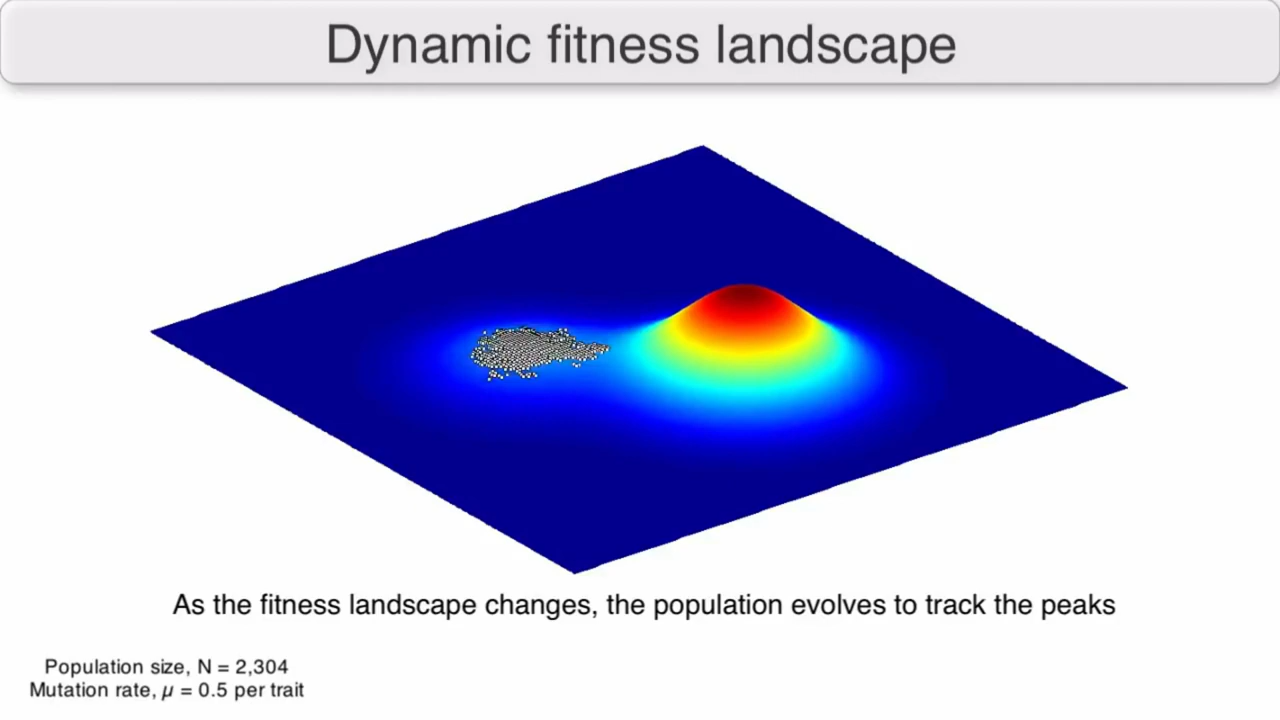 Dynamic fitness landscape
As the fitness landscape changes, the population evolves to track the peaks
Population size, N = 2,304
Mutation rate, μ = 0.5 per trait